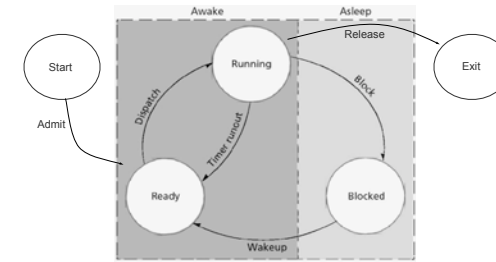 Awake
Asleep
Release
Start
Running
Exit
Block
Dispatch
Admit
Timer runout
Ready
Blocked
Wakeup